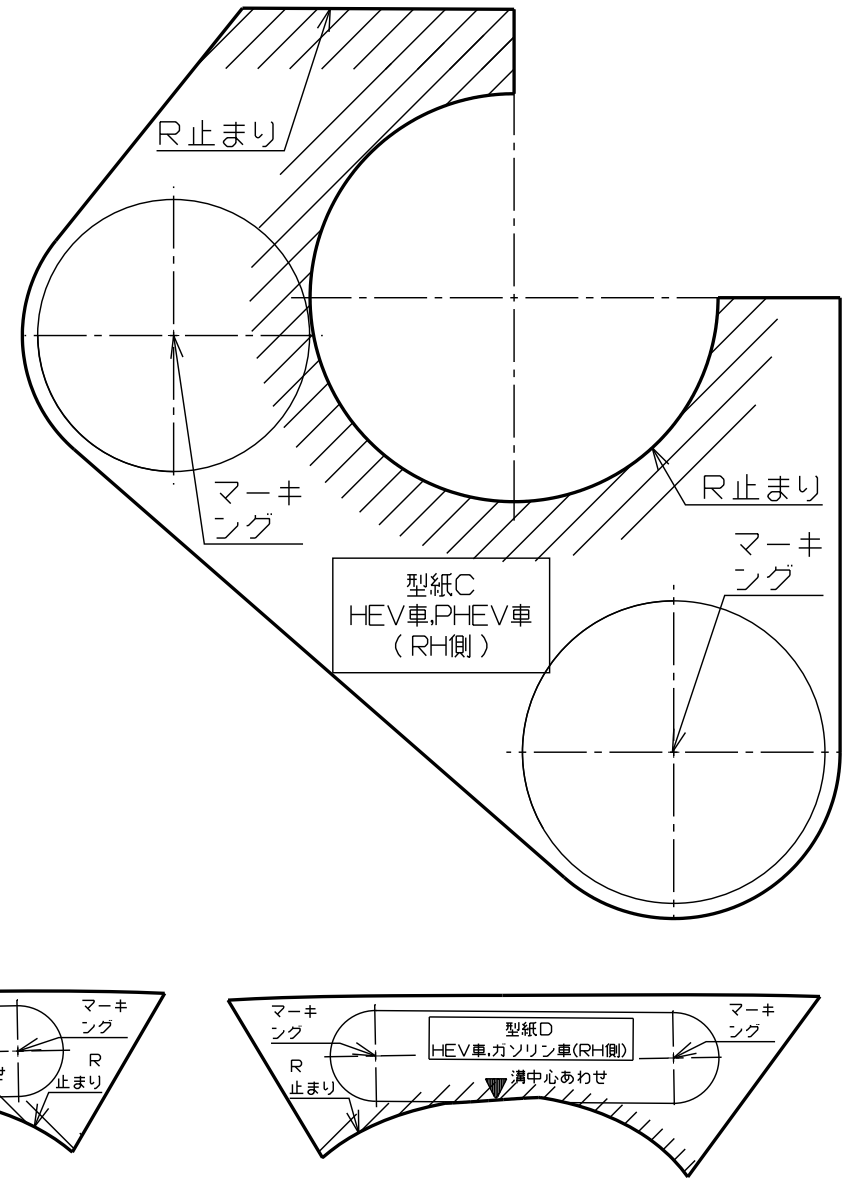 R止まり
マーキ
ング
R止まり
マーキ
ング
型紙C
HEV車,PHEV車
(RH側)
マーキ
ング
R
止まり
マーキ
ング
型紙D
HEV車,ガソリン車(RH側)
マーキ
ング
R
止まり
溝中心あわせ